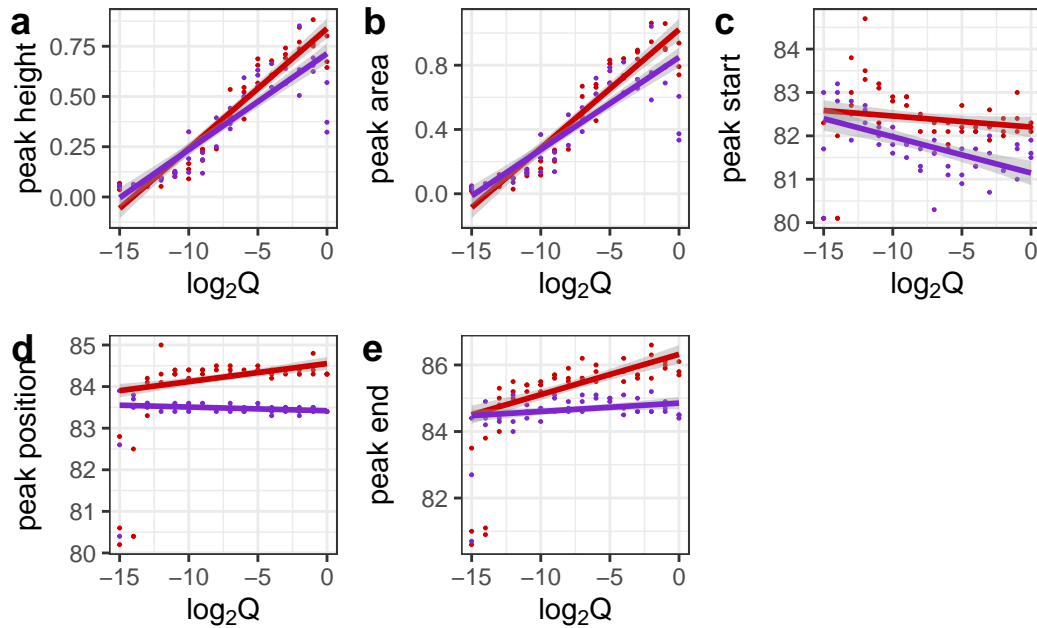 a
peak height
0.75
0.50
0.25
0.00
−15 −10 −5 0
log₂Q
b
peak area
0.8
0.4
0.0
−15 −10 −5 0
log₂Q
c
peak start
84
83
82
81
80
−15 −10 −5 0
log₂Q
d
peak position
85
84
83
82
81
80
−15 −10 −5 0
log₂Q
e
peak end
86
84
82
−15 −10 −5 0
log₂Q